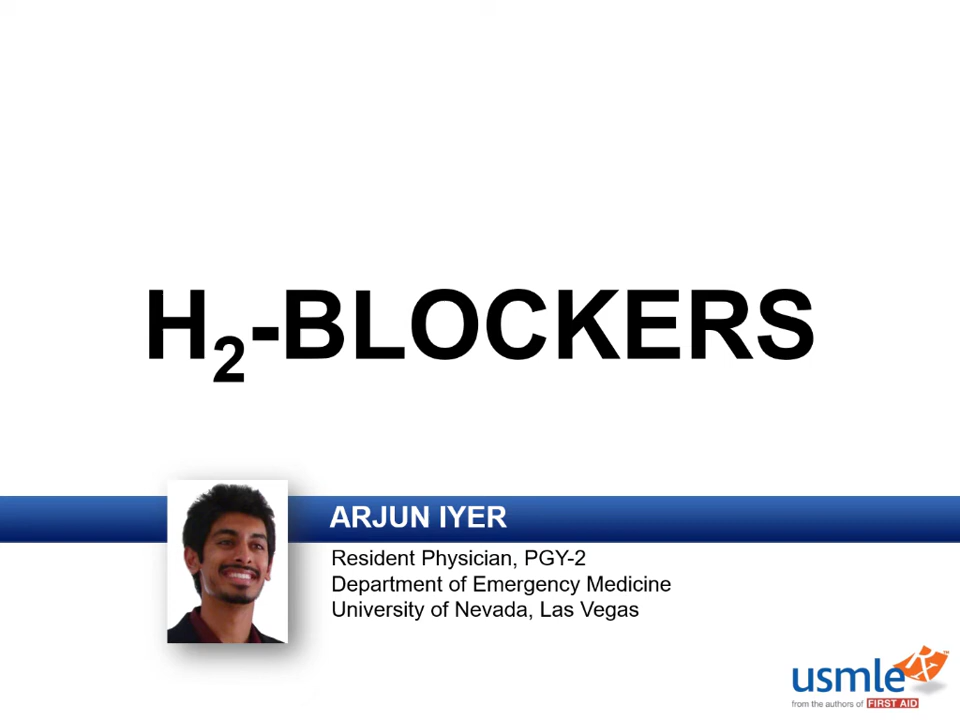 H₂-BLOCKERS
ARJUN IYER
Resident Physician, PGY-2
Department of Emergency Medicine
University of Nevada, Las Vegas
usmle Rx™
from the authors of FIRST AID